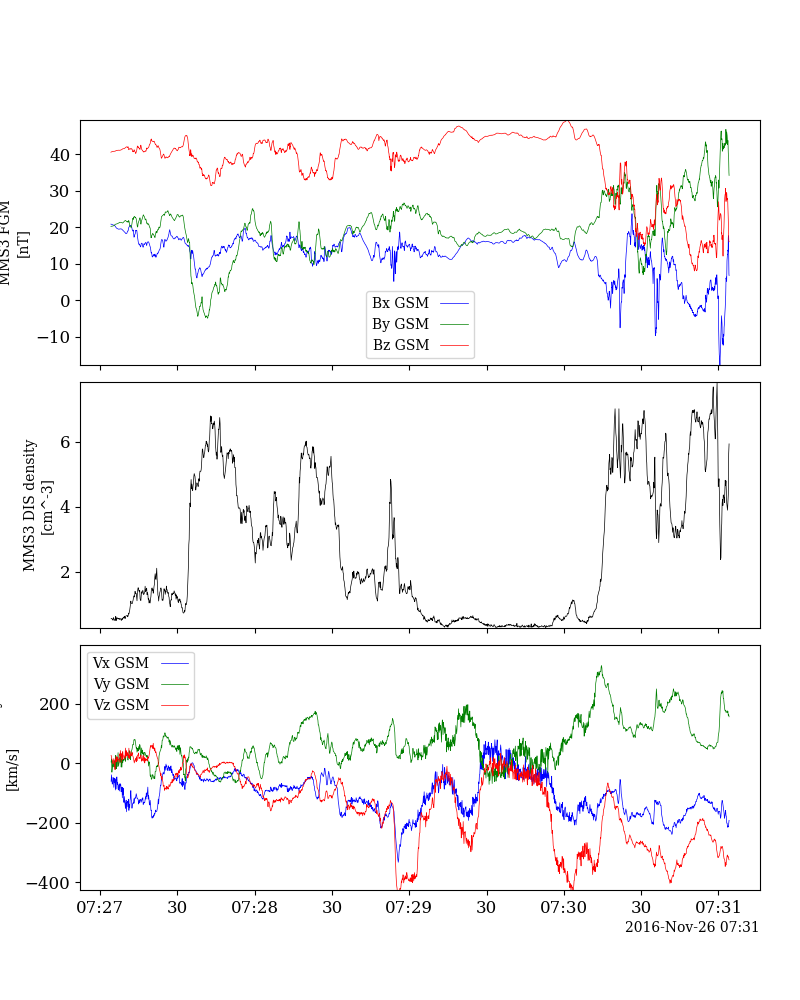 40
30
20
10
0
−10
MMS3 FGM
[nT]
Bx GSM
By GSM
Bz GSM
6
4
2
MMS3 DIS density
[cm^-3]
200
0
−200
−400
[km/s]
Vx GSM
Vy GSM
Vz GSM
07:27 30 07:28 30 07:29 30 07:30 30 07:31
2016-Nov-26 07:31